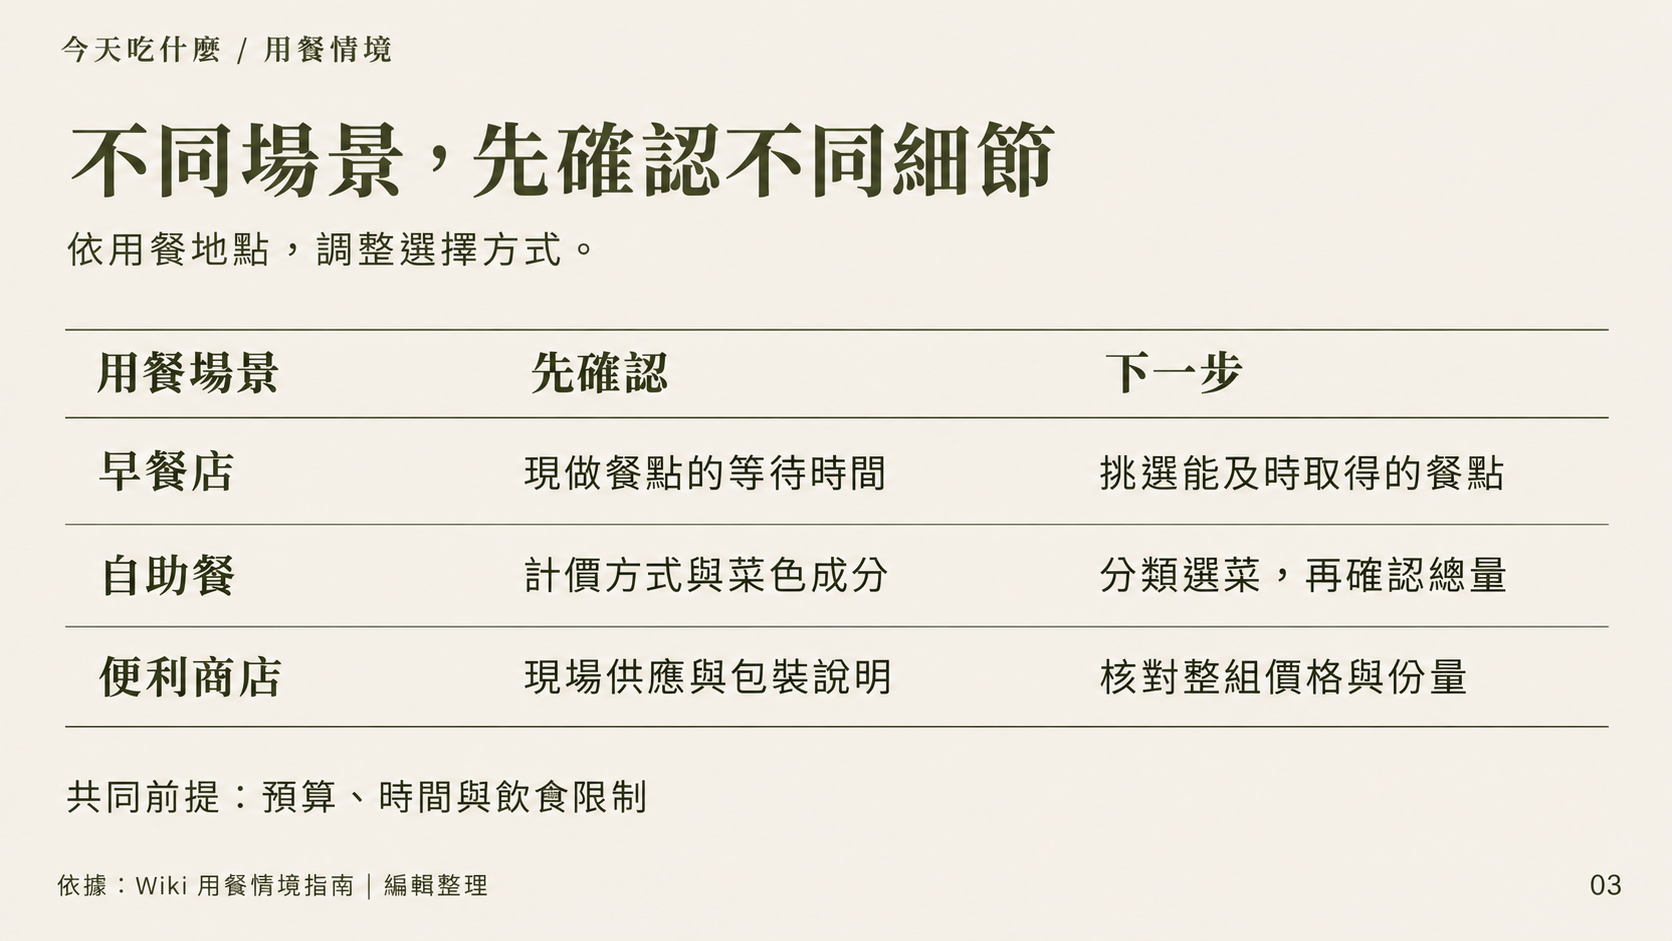 今天吃什麼 / 用餐情境
不同場景，先確認不同細節
依用餐地點，調整選擇方式。
用餐場景 先確認 下一步
早餐店 現做餐點的等待時間 挑選能及時取得的餐點
自助餐 計價方式與菜色成分 分類選菜，再確認總量
便利商店 現場供應與包裝說明 核對整組價格與份量
共同前提：預算、時間與飲食限制
依據：Wiki 用餐情境指南 | 編輯整理 03